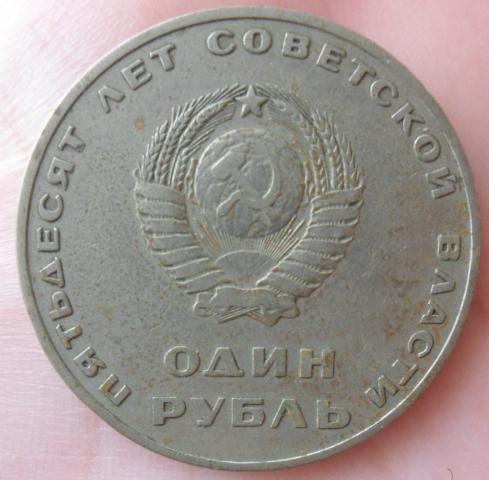 ПЯТЬДЕСЯТ ЛЕТ СОВЕТСКОЙ ВЛАСТИ
ОДИН
РУБЛЬ